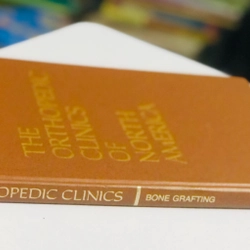 THE
ORTHOPEDIC
CLINICS
OF
NORTH
AMERICA
OPEDIC CLINICS | BONE GRAFTING